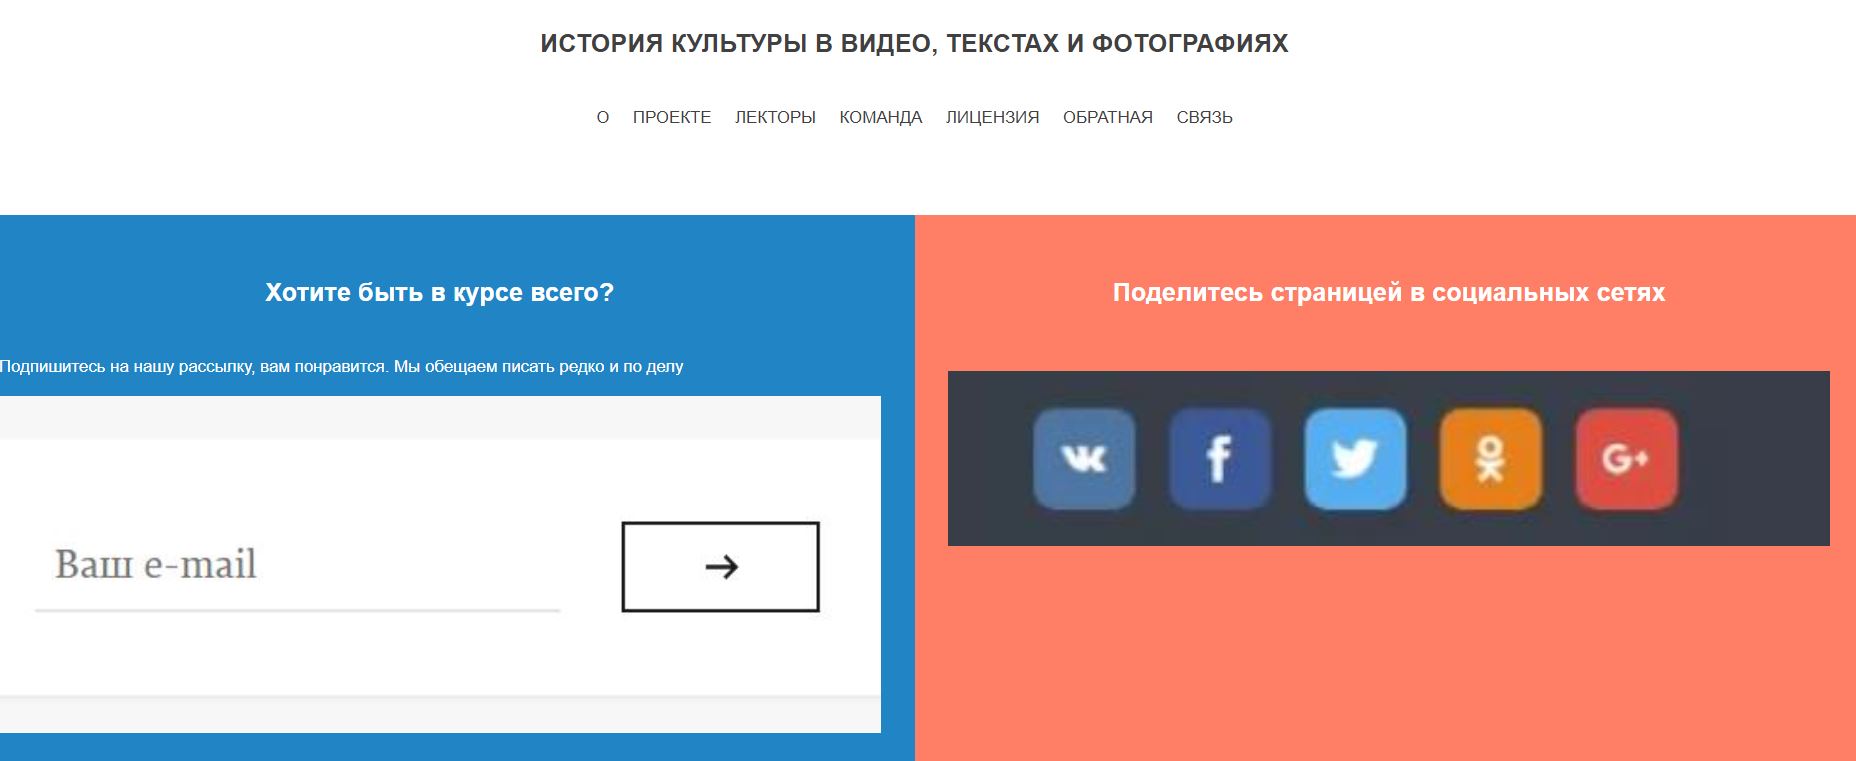 ИСТОРИЯ КУЛЬТУРЫ В ВИДЕО, ТЕКСТАХ И ФОТОГРАФИЯХ
О ПРОЕКТЕ ЛЕКТОРЫ КОМАНДА ЛИЦЕНЗИЯ ОБРАТНАЯ СВЯЗЬ
Хотите быть в курсе всего?
Подпишитесь на нашу рассылку, вам понравится. Мы обещаем писать редко и по делу
Ваш e-mail
Поделитесь страницей в социальных сетях